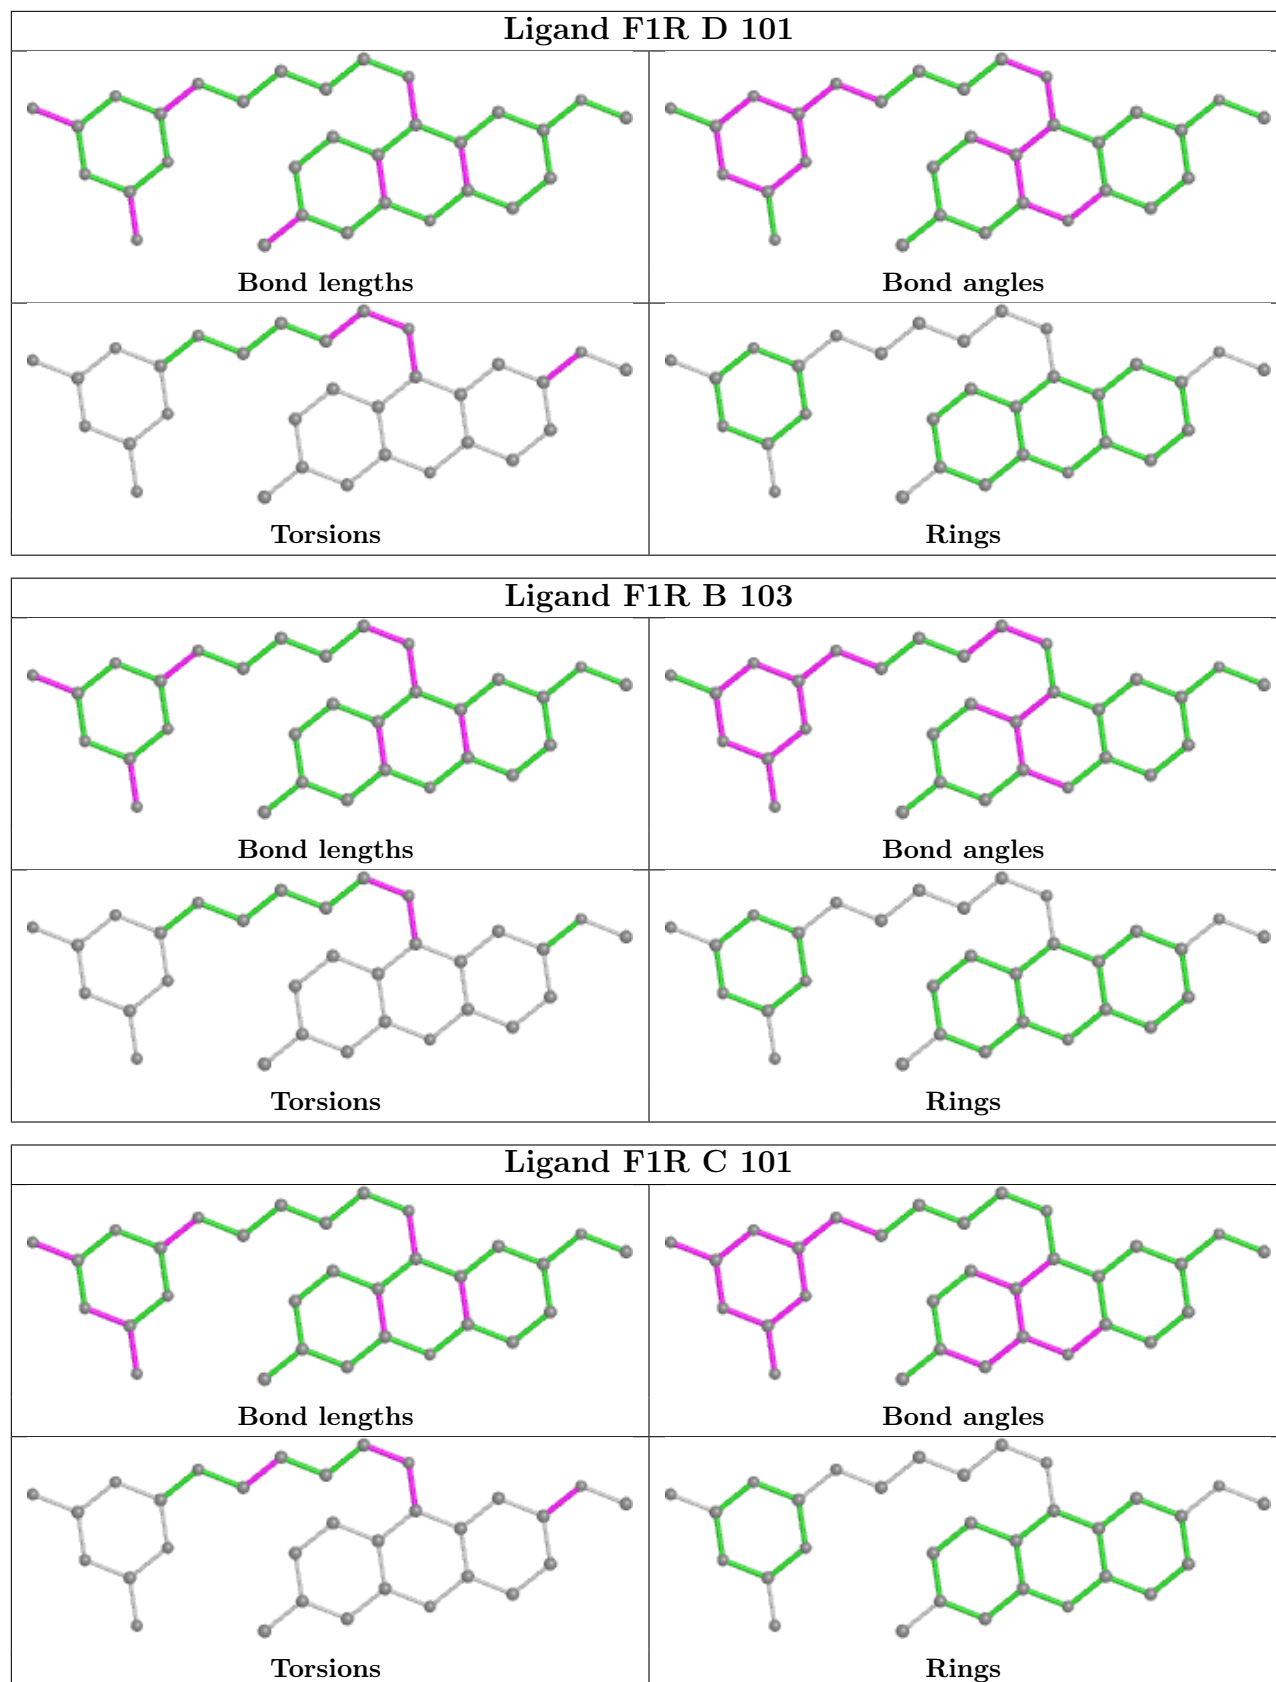 Ligand F1R D 101
Bond lengths
Bond angles
Torsions
Rings
Ligand F1R B 103
Bond lengths
Bond angles
Torsions
Rings
Ligand F1R C 101
Bond lengths
Bond angles
Torsions
Rings